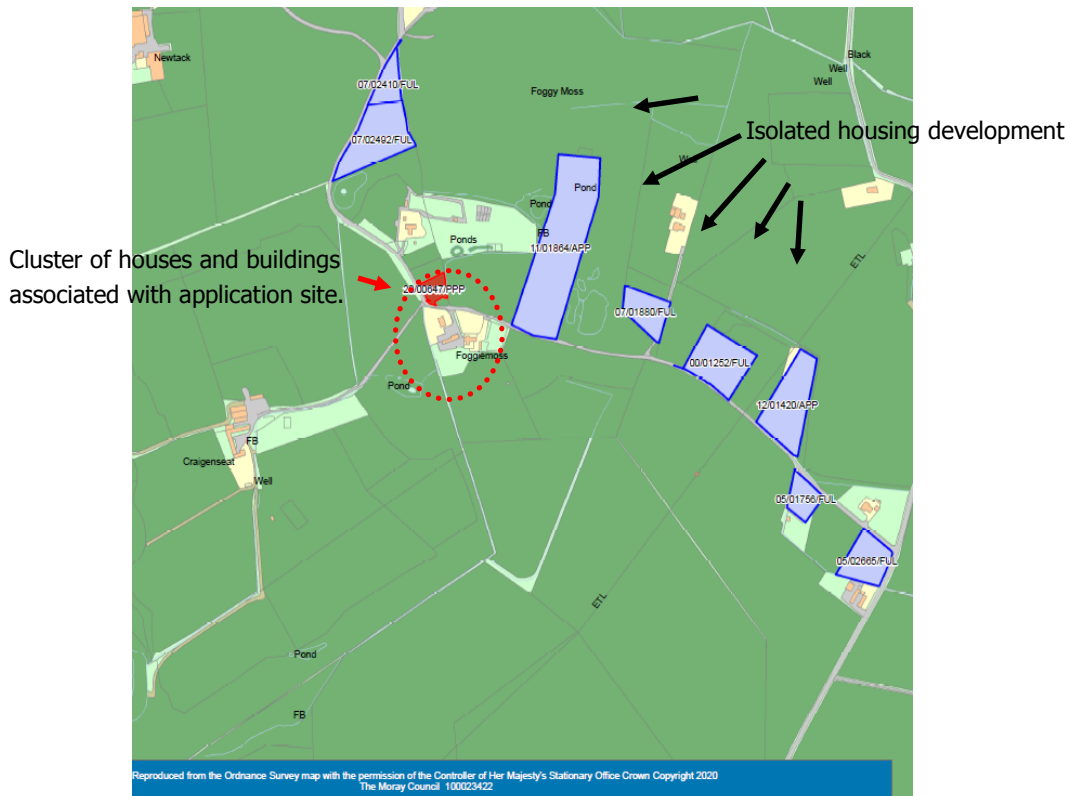 Newtack
Black
Well
Well
07/02410/FUL
Foggy Moss
Isolated housing development
07/02492/FUL
Well
Pond
Pond
FB
Ponds
11/01864/APP
Cluster of houses and buildings
associated with application site.
ETL
20/00647/PPP
07/01880/FUL
Foggiemoss
00/01252/FUL
Pond
12/01420/APP
FB
Craigenseat
Well
05/01756/FUL
05/02665/FUL
ETL
Pond
FB
Reproduced from the Ordnance Survey map with the permission of the Controller of Her Majesty's Stationary Office Crown Copyright 2020
The Moray Council 100023422